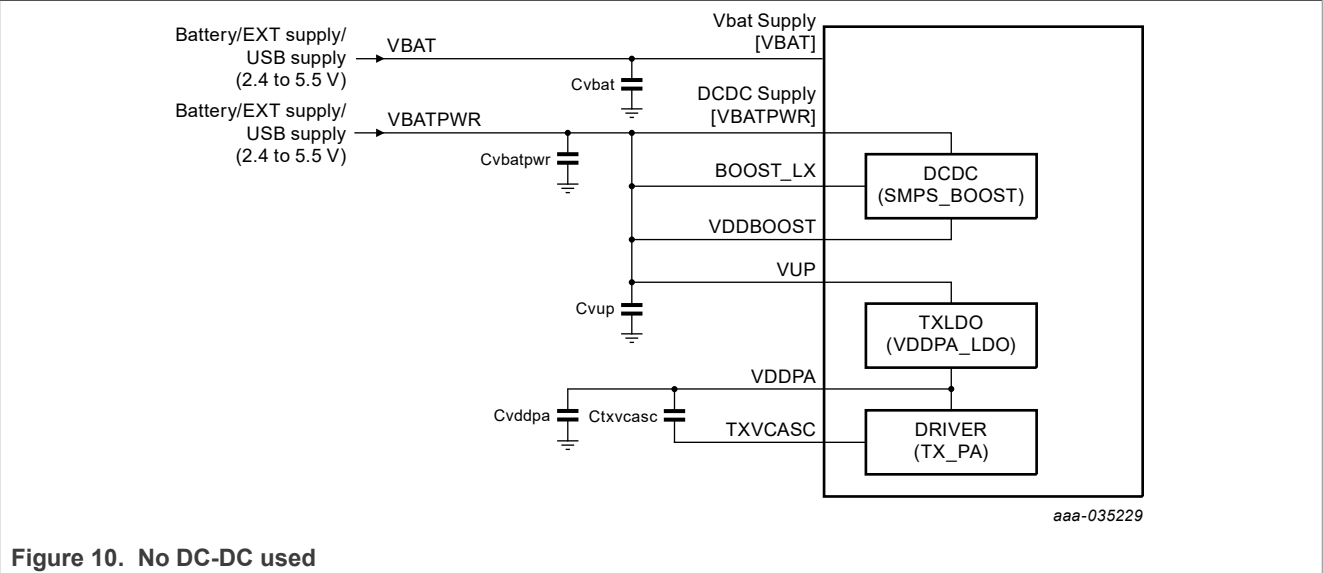 Vbat Supply
[VBAT]
Battery/EXT supply/
USB supply
(2.4 to 5.5 V)
VBAT
Cvbat
DCDC Supply
[VBATPWR]
Battery/EXT supply/
USB supply
(2.4 to 5.5 V)
VBATPWR
Cvbatpwr
BOOST_LX
DCDC
(SMPS_BOOST)
VDDBOOST
VUP
Cvup
TXLDO
(VDDPA_LDO)
VDDPA
Cvddpa
Ctxvcasc
TXVCASC
DRIVER
(TX_PA)
aaa-035229
Figure 10. No DC-DC used